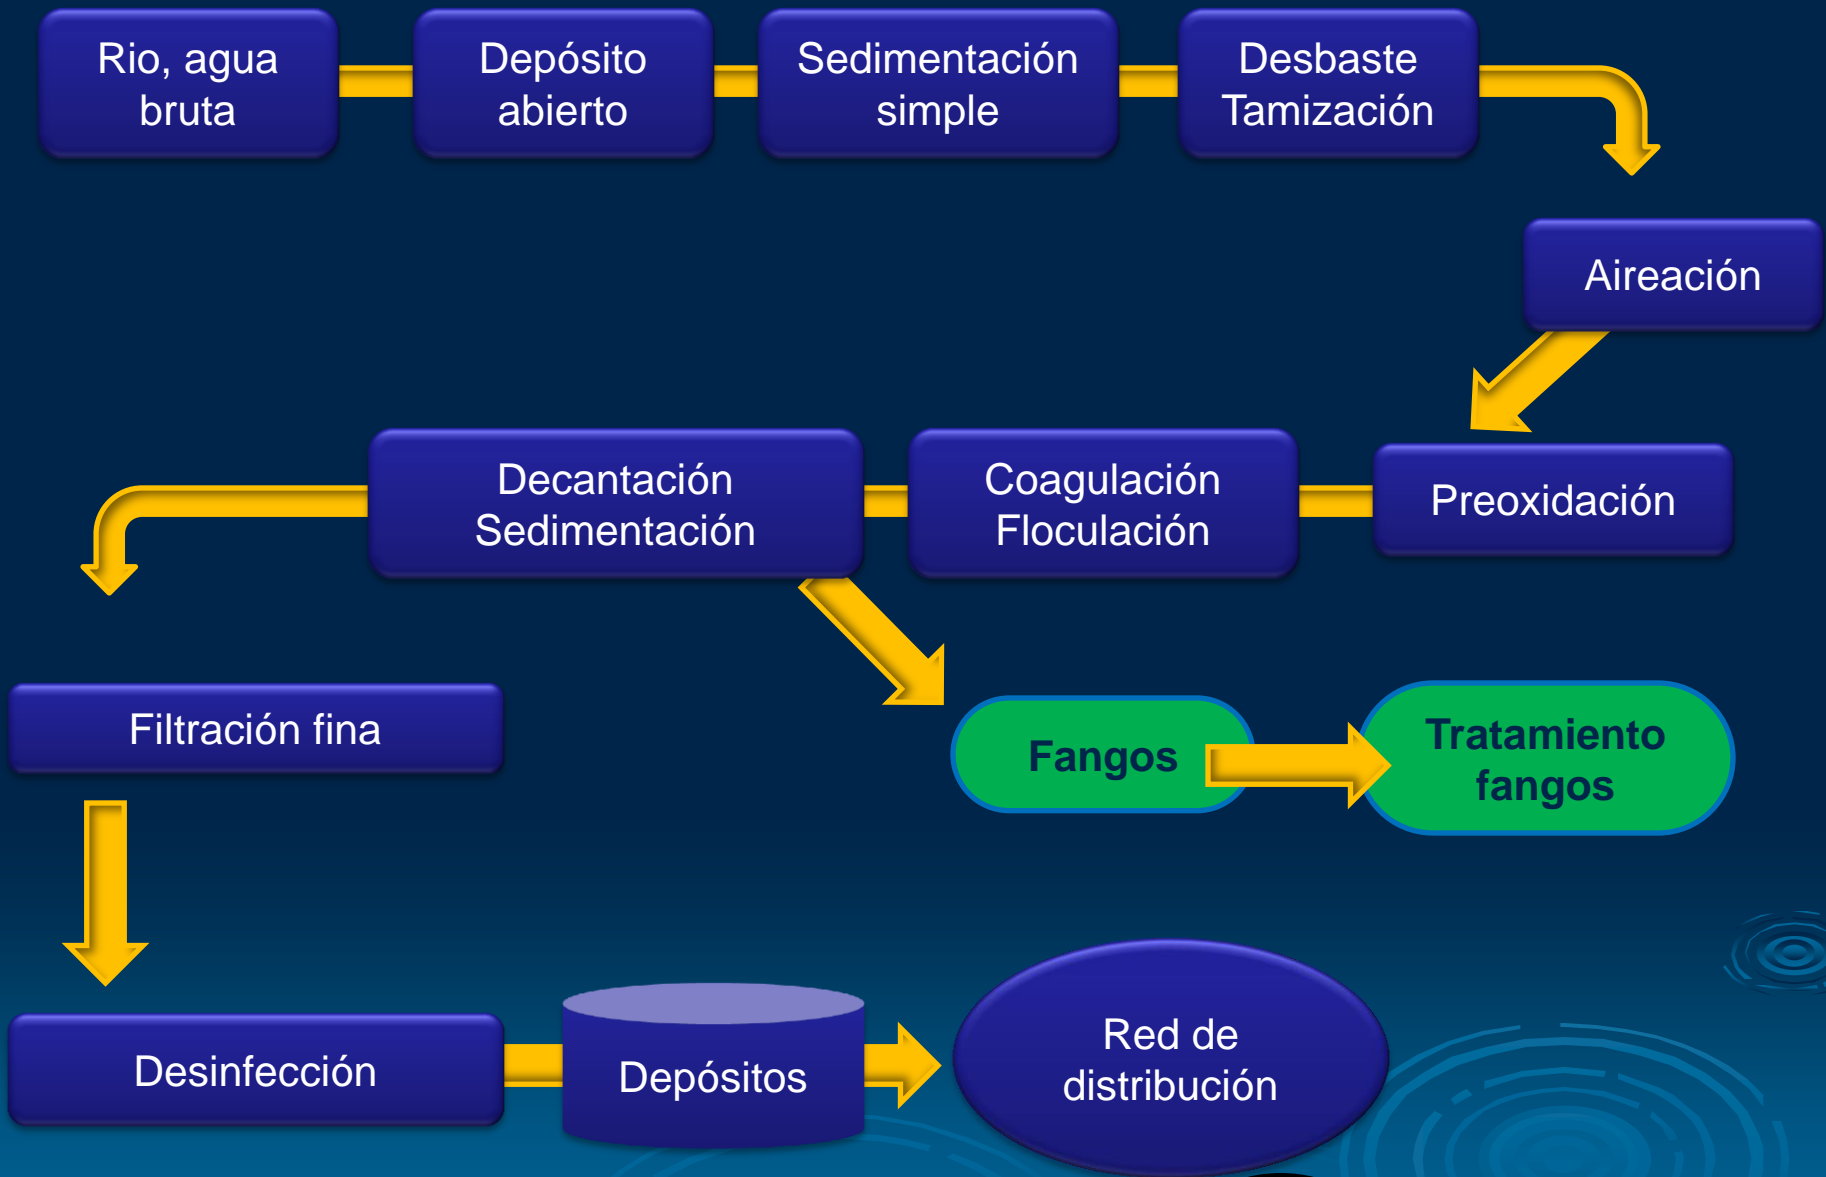 Rio, agua
bruta
Depósito
abierto
Sedimentación
simple
Desbaste
Tamización
Aireación
Preoxidación
Coagulación
Floculación
Decantación
Sedimentación
Filtración fina
Fangos
Tratamiento
fangos
Desinfección
Depósitos
Red de
distribución